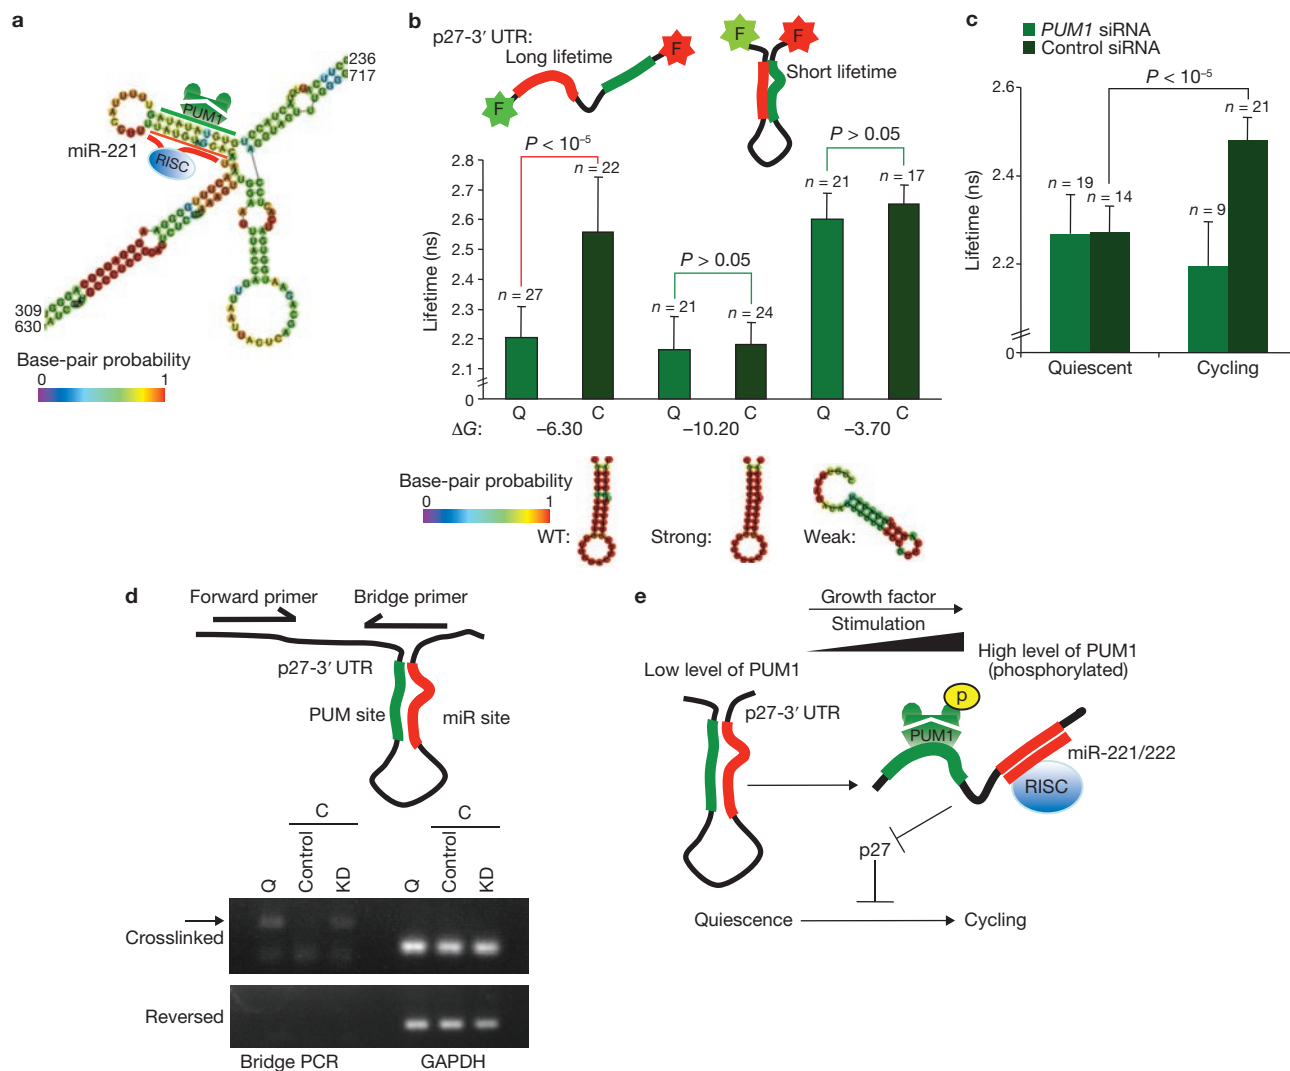 a
236
717
PUM1
miR-221
RISC
309
630
Base-pair probability
0 1
b
p27-3′ UTR:
Long lifetime
F
F
F
F
Short lifetime
P < 10⁻⁵
n = 22
n = 27
P > 0.05
n = 21
n = 24
P > 0.05
n = 21
n = 17
Lifetime (ns)
2.8
2.7
2.6
2.5
2.4
2.3
2.2
2.1
0
Q C Q C Q C
ΔG: –6.30 –10.20 –3.70
Base-pair probability
0 1
WT: Strong: Weak:
c
PUM1 siRNA
Control siRNA
P < 10⁻⁵
n = 21
n = 19
n = 14
n = 9
Lifetime (ns)
2.6
2.4
2.2
0
Quiescent Cycling
d
Forward primer Bridge primer
p27-3′ UTR
PUM site miR site
C C
Q Control KD Q Control KD
Crosslinked
Reversed
Bridge PCR GAPDH
e
Growth factor
Stimulation
Low level of PUM1
High level of PUM1
(phosphorylated)
p27-3′ UTR
p
PUM1
miR-221/222
RISC
p27
Quiescence Cycling